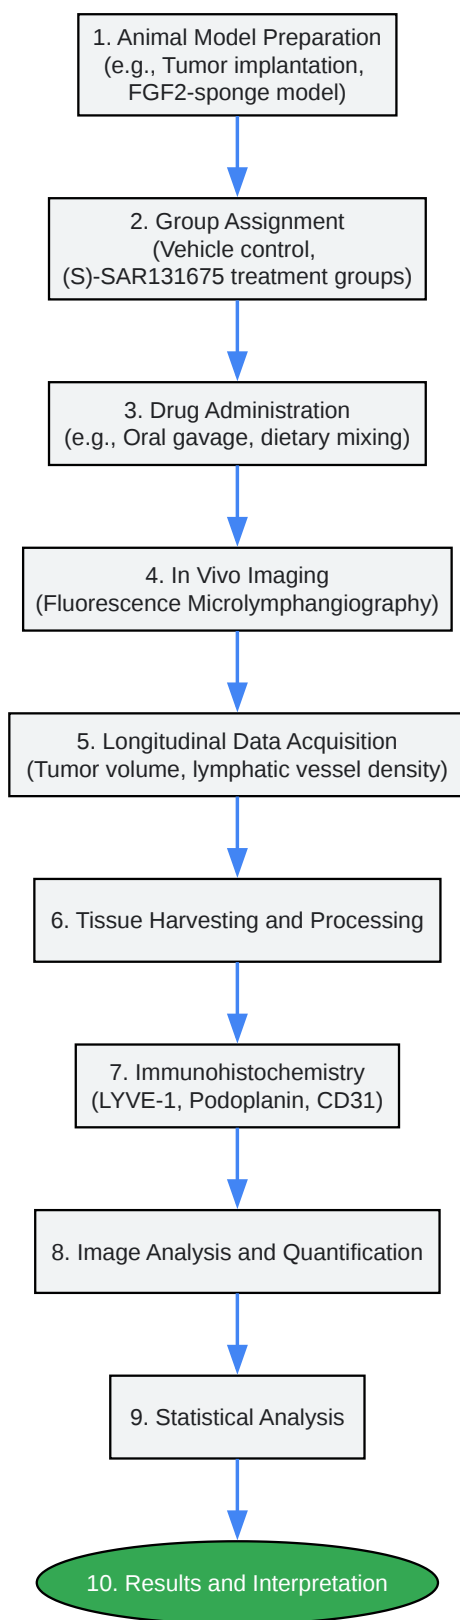 1. Animal Model Preparation
(e.g., Tumor implantation,
FGF2-sponge model)
2. Group Assignment
(Vehicle control,
(S)-SAR131675 treatment groups)
3. Drug Administration
(e.g., Oral gavage, dietary mixing)
4. In Vivo Imaging
(Fluorescence Microlymphangiography)
5. Longitudinal Data Acquisition
(Tumor volume, lymphatic vessel density)
6. Tissue Harvesting and Processing
7. Immunohistochemistry
(LYVE-1, Podoplanin, CD31)
8. Image Analysis and Quantification
9. Statistical Analysis
10. Results and Interpretation